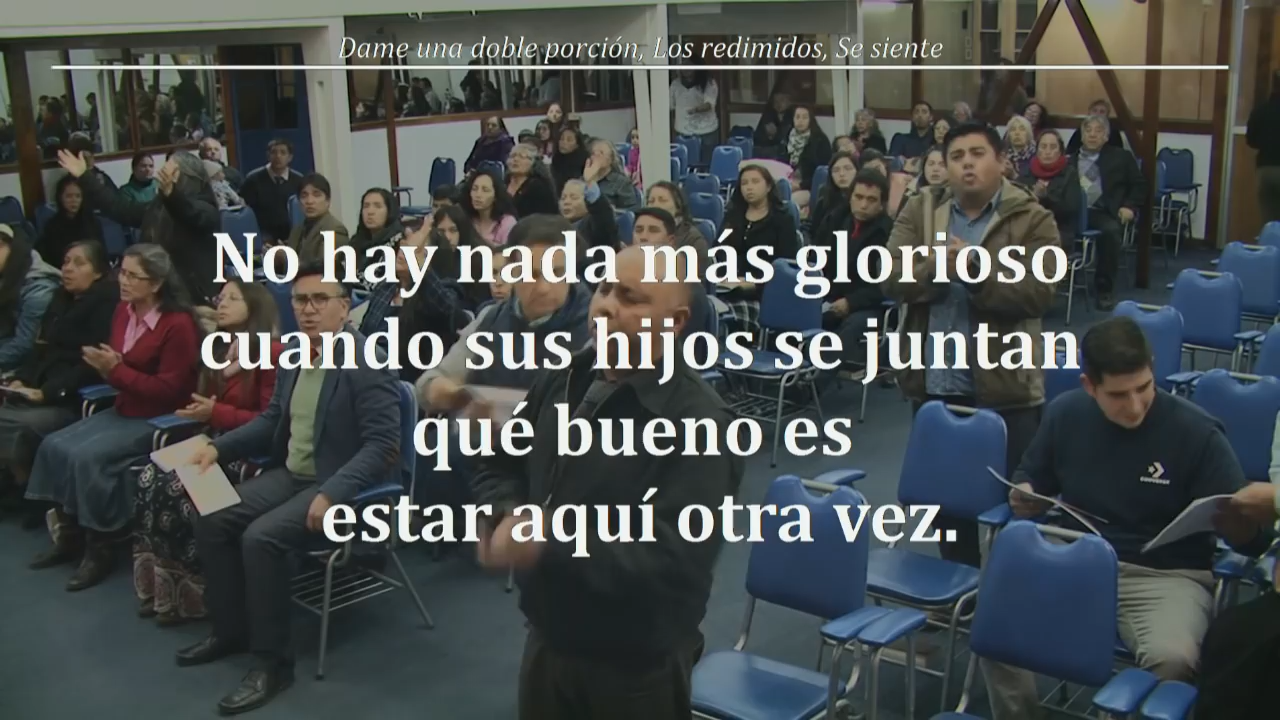 Dame una doble porción, Los redimidos, Se siente
No hay nada más glorioso
cuando sus hijos se juntan
qué bueno es
estar aquí otra vez.
CONVERSE